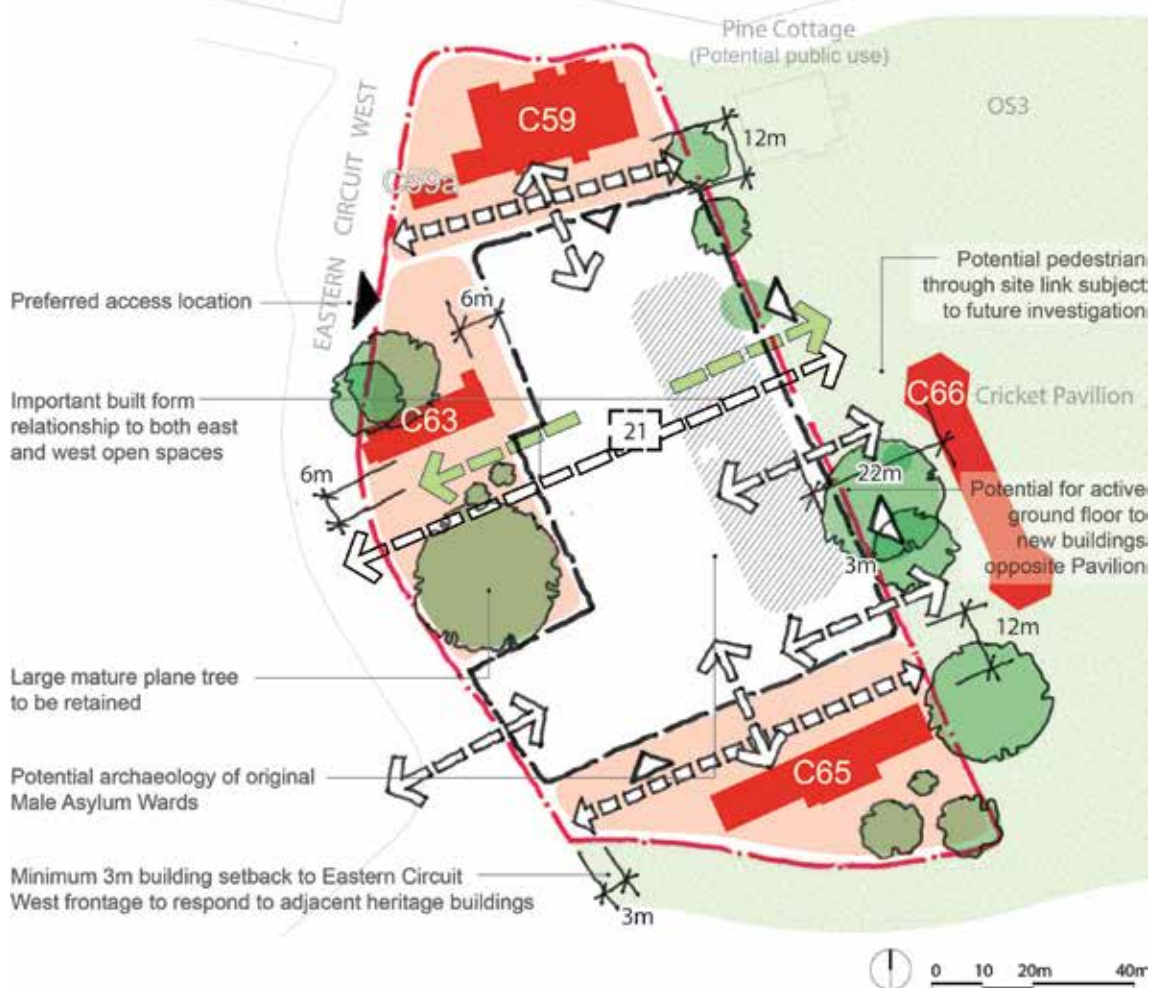 Pine Cottage
(Potential public use)
OS3
C59
12m
C59a
EASTERN CIRCUIT WEST
Preferred access location
6m
Potential pedestrian
through site link subject
to future investigation
Important built form
relationship to both east
and west open spaces
C63
C66
Cricket Pavilion
21
6m
22m
Potential for active
ground floor to
new buildings
opposite Pavilion
3m
12m
Large mature plane tree
to be retained
Potential archaeology of original
Male Asylum Wards
C65
Minimum 3m building setback to Eastern Circuit
West frontage to respond to adjacent heritage buildings
3m
0 10 20m 40m